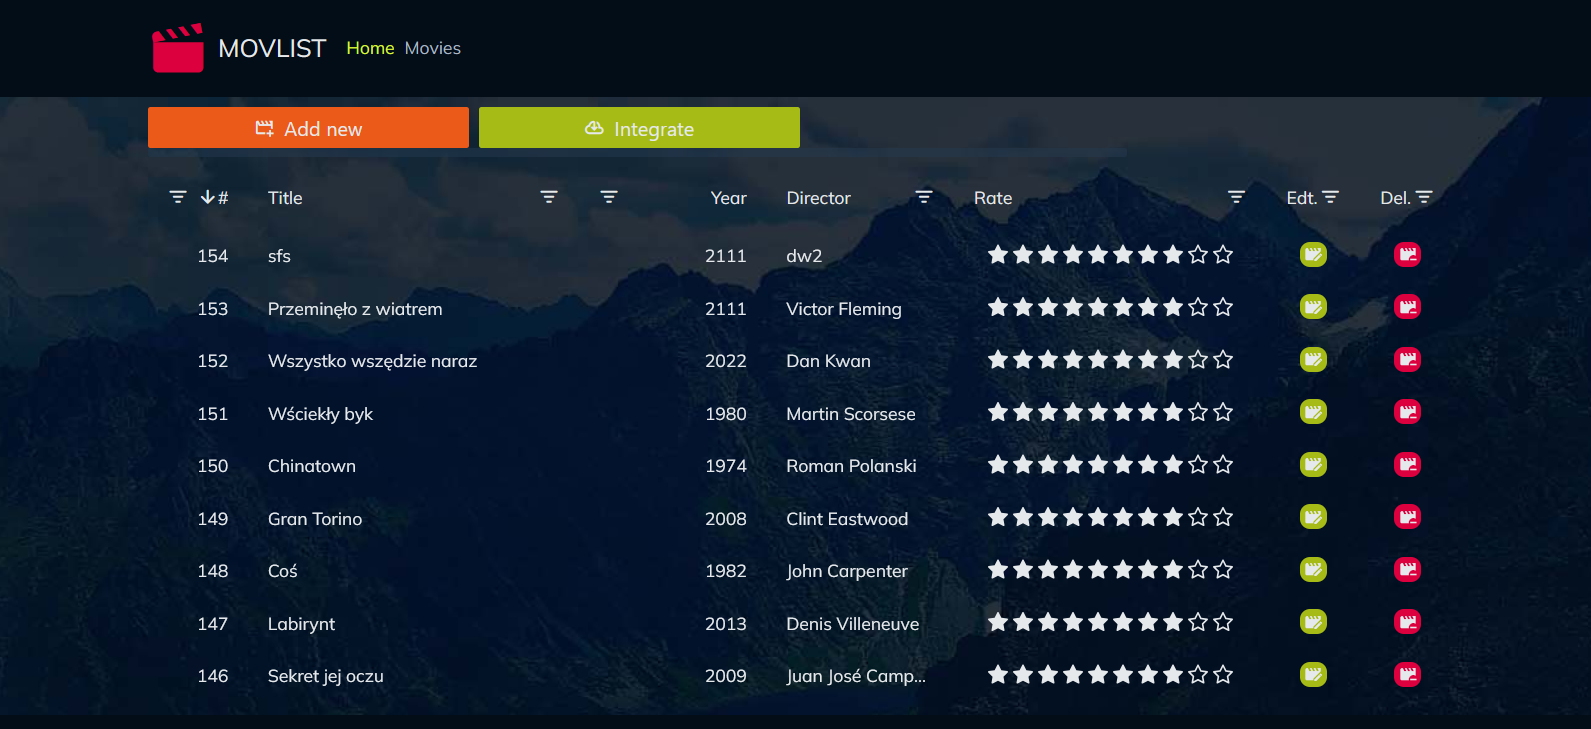 MOVLIST Home Movies
Add new Integrate
# Title Year Director Rate Edt. Del.
154 sfs 2111 dw2
153 Przeminęło z wiatrem 2111 Victor Fleming
152 Wszystko wszędzie naraz 2022 Dan Kwan
151 Wściekły byk 1980 Martin Scorsese
150 Chinatown 1974 Roman Polanski
149 Gran Torino 2008 Clint Eastwood
148 Coś 1982 John Carpenter
147 Labirynt 2013 Denis Villeneuve
146 Sekret jej oczu 2009 Juan José Camp...